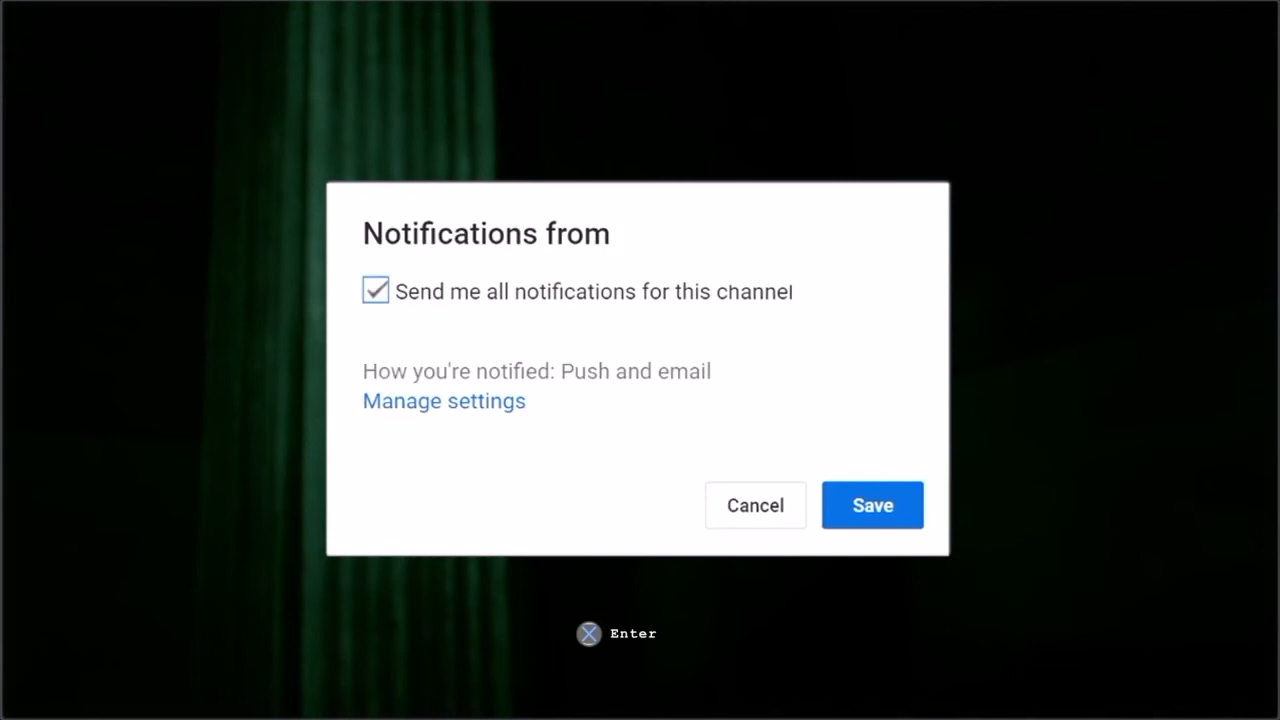 Notifications from
Send me all notifications for this channel
How you're notified: Push and email
Manage settings
Cancel
Save
Enter